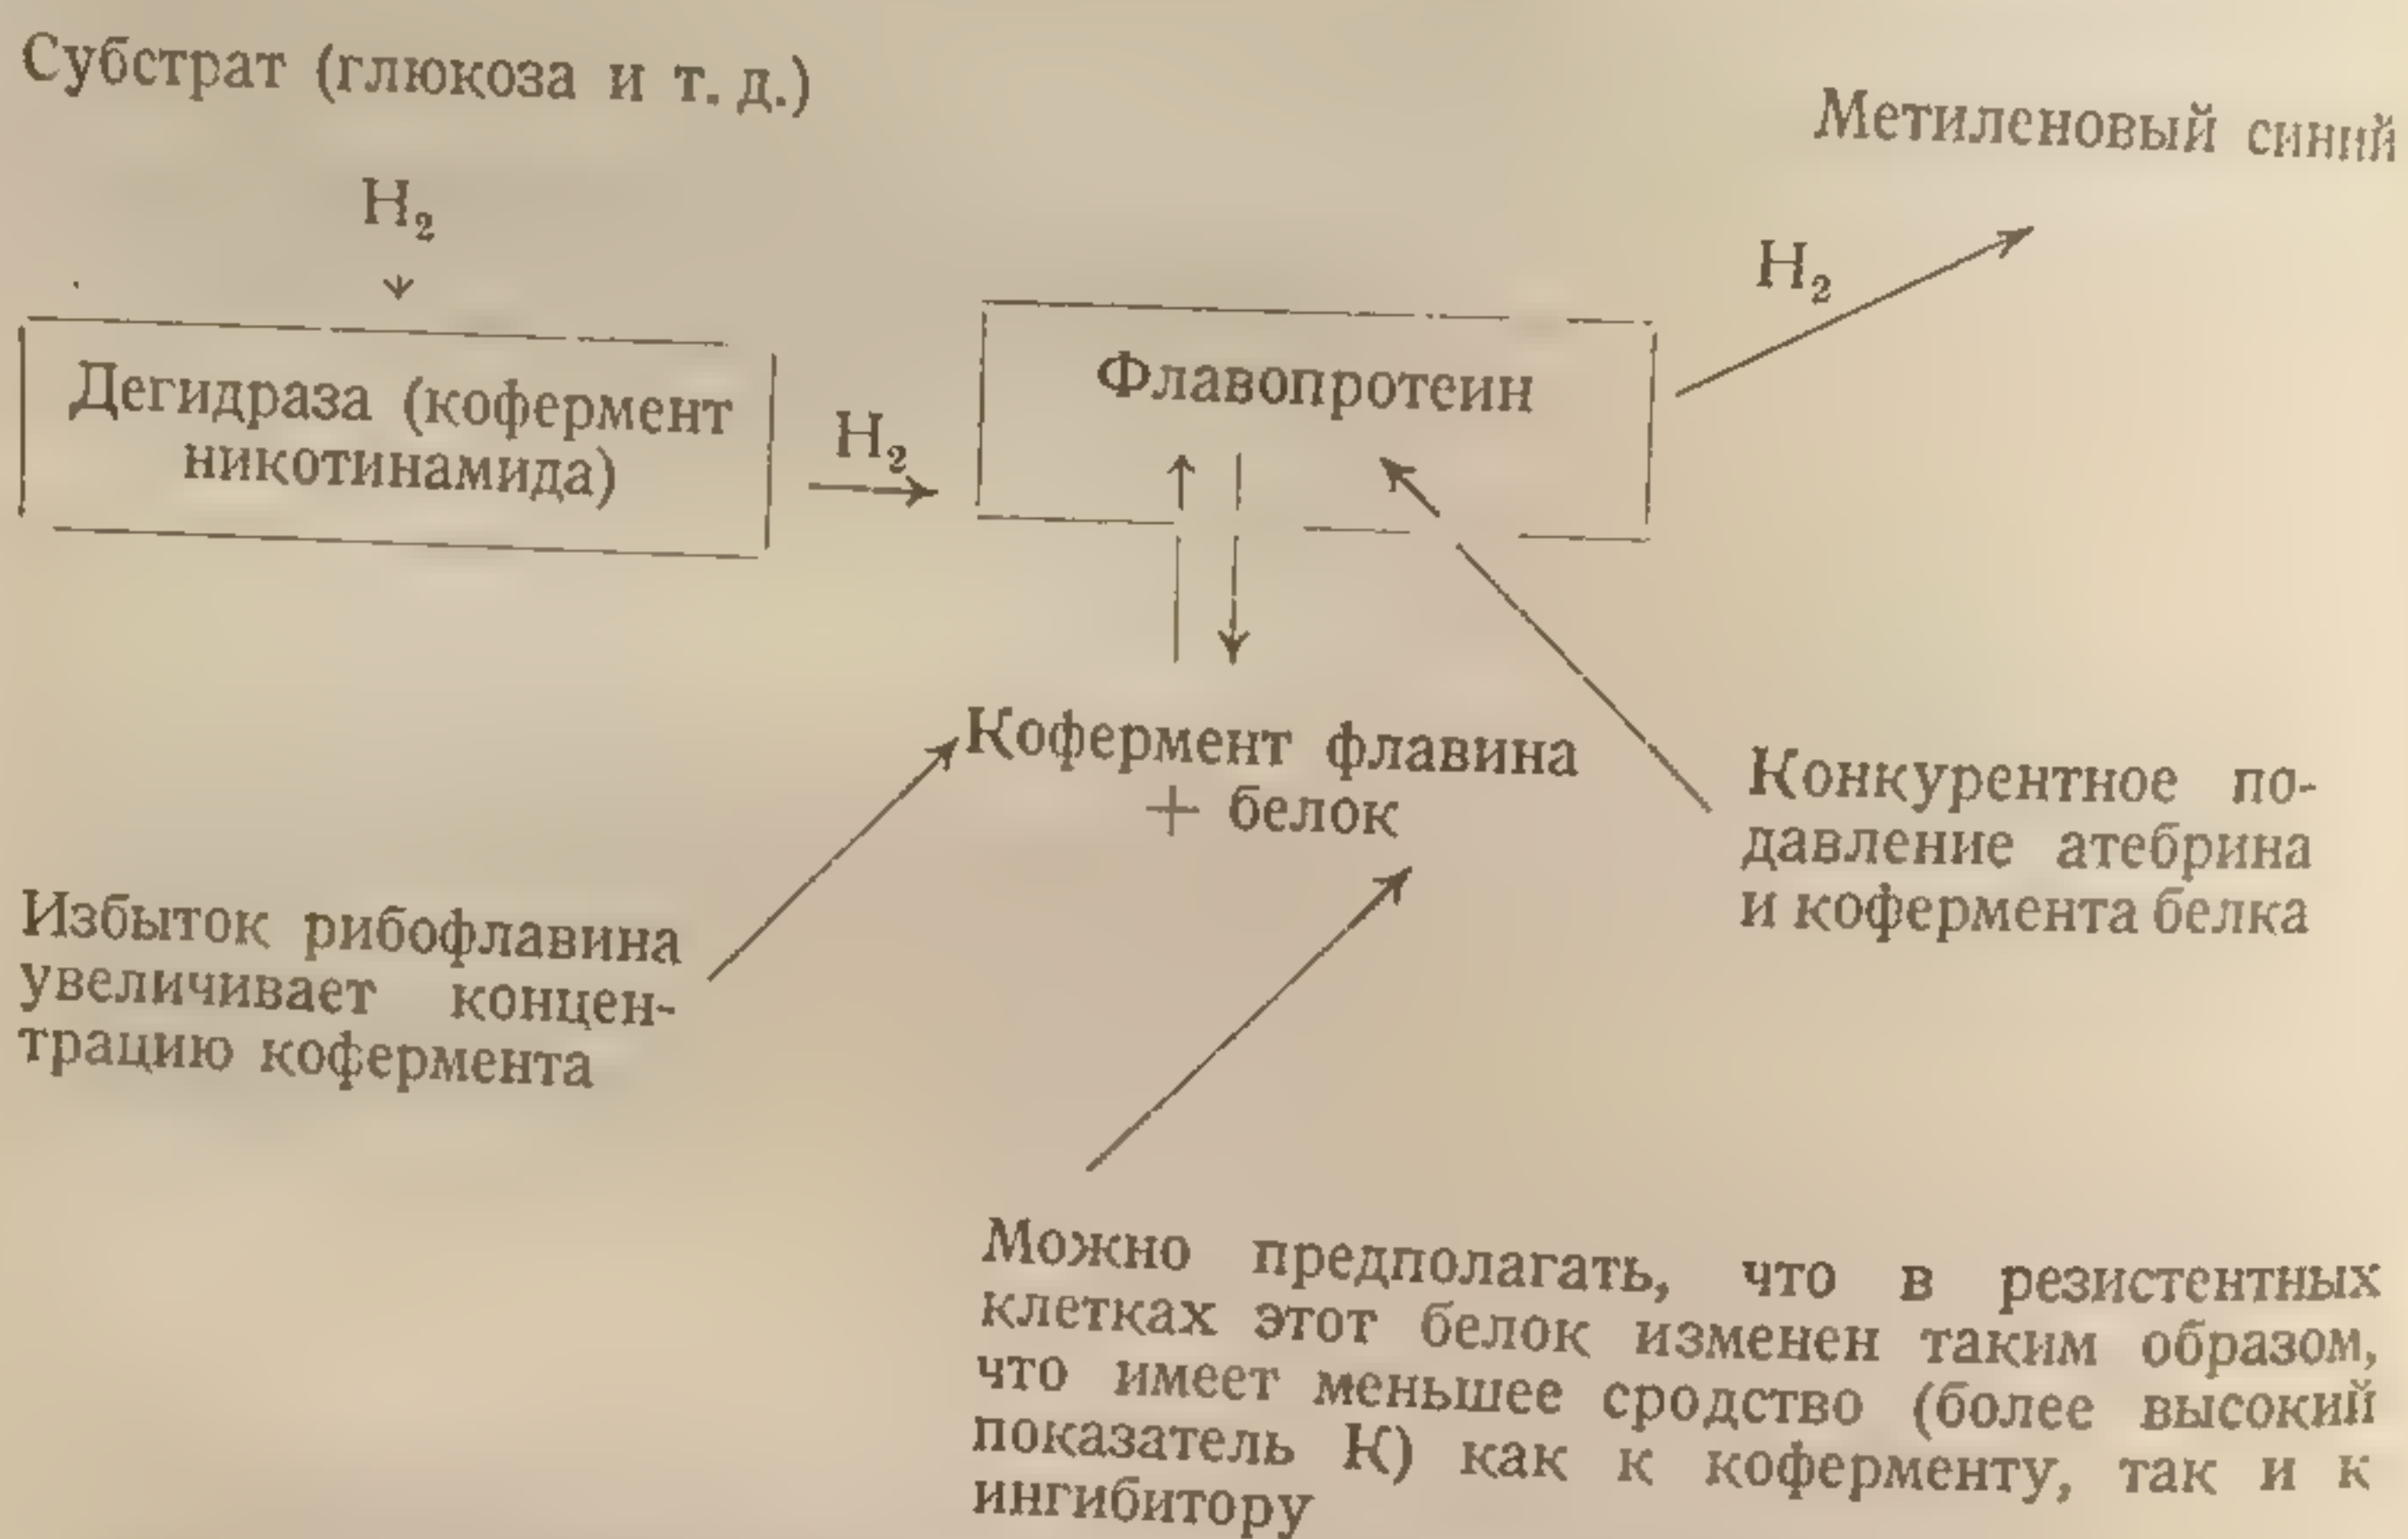 Субстрат (глюкоза и т. д.)
Метиленовый синий
H₂
H₂
Дегидраза (кофермент
никотинамида)
H₂
Флавопротеин
Кофермент флавина
+ белок
Конкурентное по-
давление атебрина
и кофермента белка
Избыток рибофлавина
увеличивает концен-
трацию кофермента
Можно предполагать, что в резистентных
клетках этот белок изменен таким образом,
что имеет меньшее сродство (более высокий
показатель К) как к коферменту, так и к
ингибитору